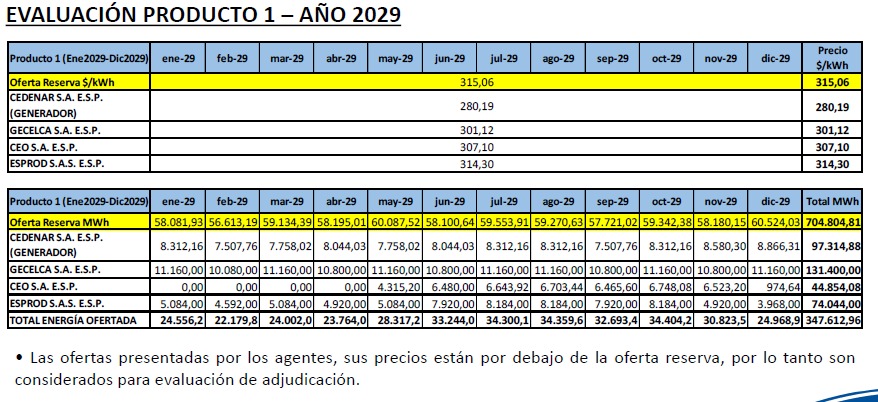 EVALUACIÓN PRODUCTO 1 – AÑO 2029
Producto 1 (Ene2029-Dic2029) ene-29 feb-29 mar-29 abr-29 may-29 jun-29 jul-29 ago-29 sep-29 oct-29 nov-29 dic-29 Precio $/kWh
Oferta Reserva $/kWh 315,06 315,06
CEDENAR S.A. E.S.P. (GENERADOR) 280,19 280,19
GECELCA S.A. E.S.P. 301,12 301,12
CEO S.A. E.S.P. 307,10 307,10
ESPROD S.A.S. E.S.P. 314,30 314,30
Producto 1 (Ene2029-Dic2029) ene-29 feb-29 mar-29 abr-29 may-29 jun-29 jul-29 ago-29 sep-29 oct-29 nov-29 dic-29 Total MWh
Oferta Reserva MWh 58.081,93 56.613,19 59.134,39 58.195,01 60.087,52 58.100,64 59.553,91 59.270,63 57.721,02 59.342,38 58.180,15 60.524,03 704.804,81
CEDENAR S.A. E.S.P. (GENERADOR) 8.312,16 7.507,76 7.758,02 8.044,03 7.758,02 8.044,03 8.312,16 8.312,16 7.507,76 8.312,16 8.580,30 8.866,31 97.314,88
GECELCA S.A. E.S.P. 11.160,00 10.080,00 11.160,00 10.800,00 11.160,00 10.800,00 11.160,00 11.160,00 10.800,00 11.160,00 10.800,00 11.160,00 131.400,00
CEO S.A. E.S.P. 0,00 0,00 0,00 0,00 4.315,20 6.480,00 6.643,92 6.703,44 6.465,60 6.748,08 6.523,20 974,64 44.854,08
ESPROD S.A.S. E.S.P. 5.084,00 4.592,00 5.084,00 4.920,00 5.084,00 7.920,00 8.184,00 8.184,00 7.920,00 8.184,00 4.920,00 3.968,00 74.044,00
TOTAL ENERGÍA OFERTADA 24.556,2 22.179,8 24.002,0 23.764,0 28.317,2 33.244,0 34.300,1 34.359,6 32.693,4 34.404,2 30.823,5 24.968,9 347.612,96
• Las ofertas presentadas por los agentes, sus precios están por debajo de la oferta reserva, por lo tanto son
considerados para evaluación de adjudicación.